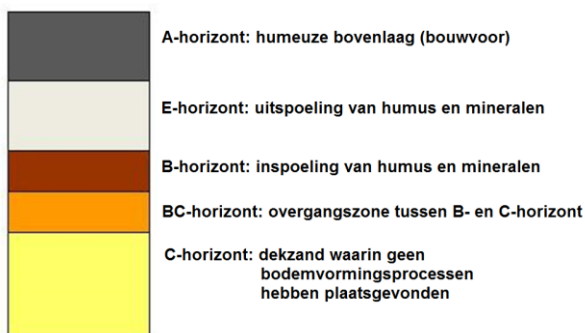 A-horizont: humeuze bovenlaag (bouwvoor)
E-horizont: uitspoeling van humus en mineralen
B-horizont: inspoeling van humus en mineralen
BC-horizont: overgangszone tussen B- en C-horizont
C-horizont: dekzand waarin geen
bodemvormingsprocessen
hebben plaatsgevonden